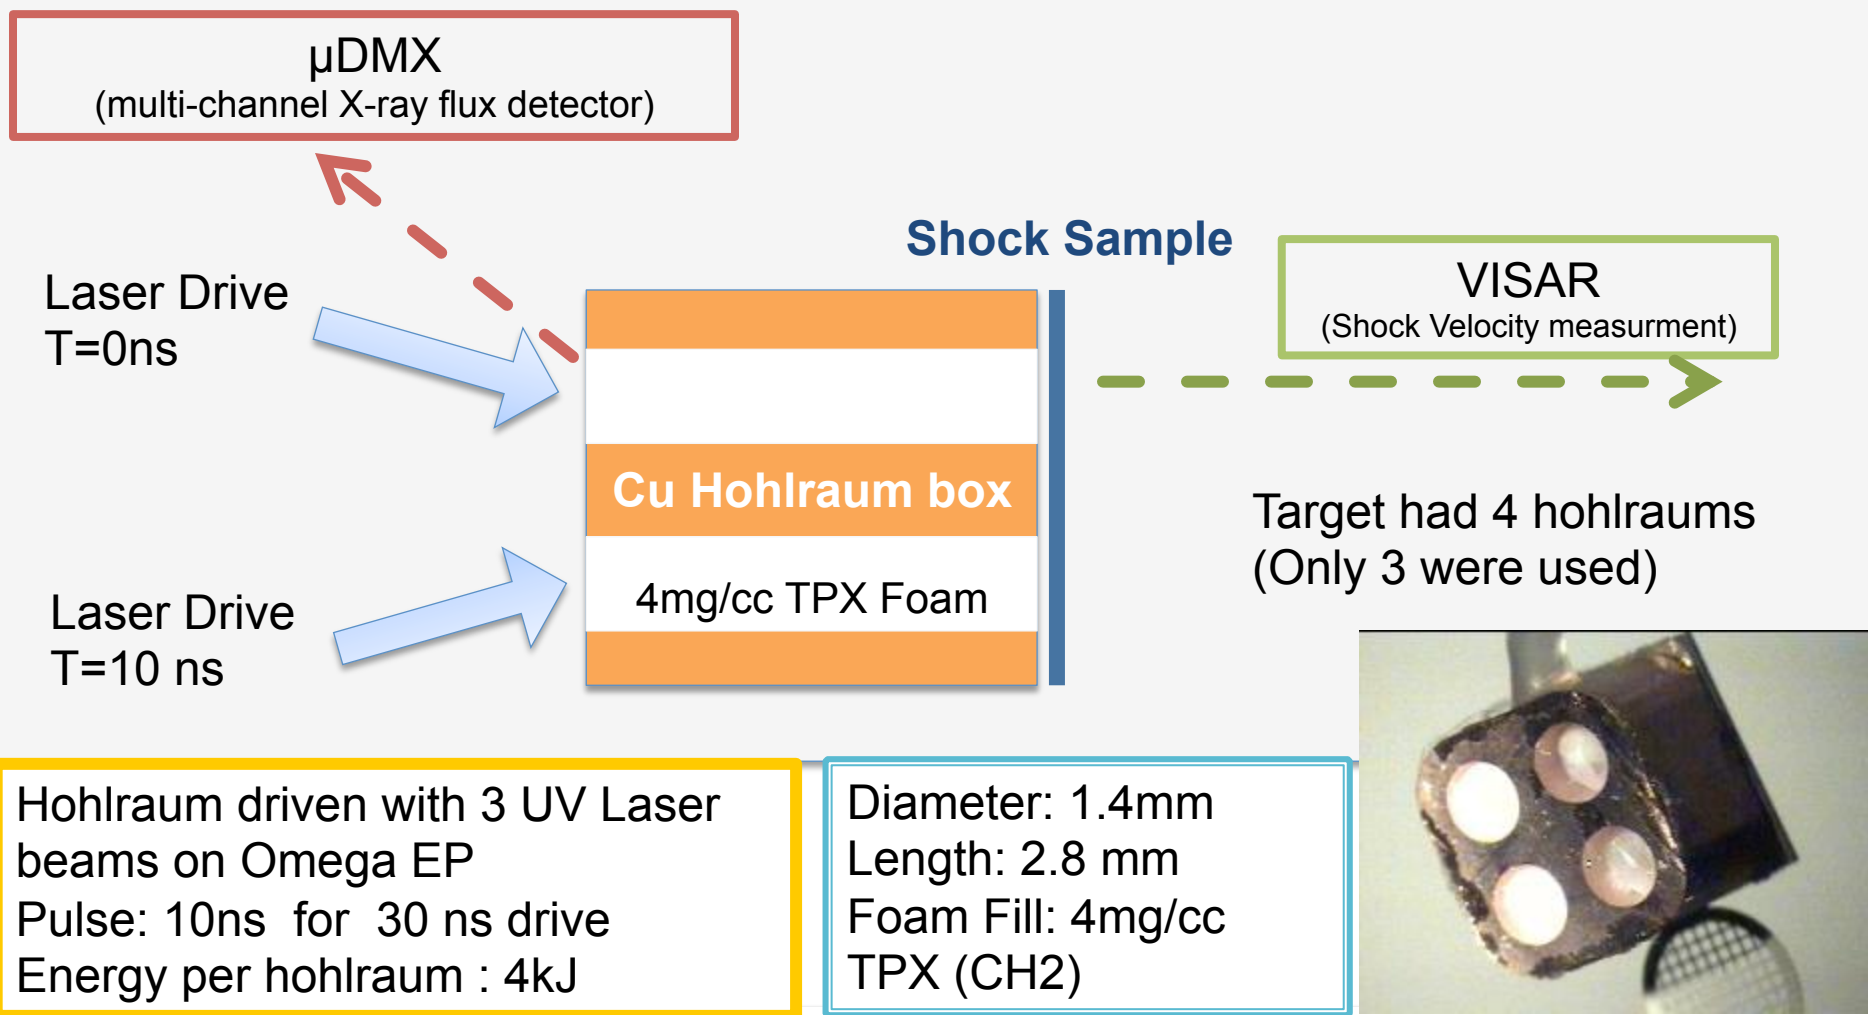 µDMX
(multi-channel X-ray flux detector)
Shock Sample
VISAR
(Shock Velocity measurment)
Laser Drive
T=0ns
Cu Hohlraum box
4mg/cc TPX Foam
Laser Drive
T=10 ns
Target had 4 hohlraums
(Only 3 were used)
Hohlraum driven with 3 UV Laser
beams on Omega EP
Pulse: 10ns for 30 ns drive
Energy per hohlraum : 4kJ
Diameter: 1.4mm
Length: 2.8 mm
Foam Fill: 4mg/cc
TPX (CH2)